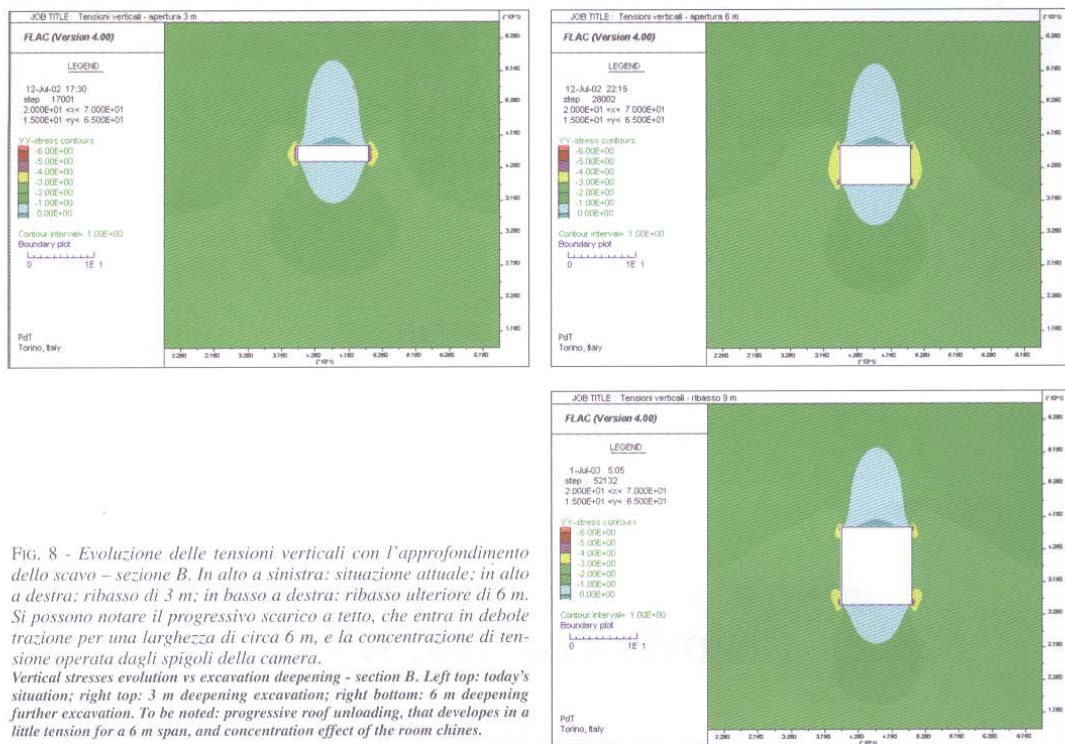 JOB TITLE : Tensioni verticali - apertura 3 m
FLAC (Version 4.00)
LEGEND
12-Jul-02 17:30
step 17001
2.000E+01 <x< 7.000E+01
1.500E+01 <y< 6.500E+01
YY-stress contours
-6.00E+00
-5.00E+00
-4.00E+00
-3.00E+00
-2.00E+00
-1.00E+00
0.00E+00
Contour interval= 1.00E+00
Boundary plot
0 1E 1
PdT
Torino, Italy
JOB TITLE : Tensioni verticali - apertura 6 m
FLAC (Version 4.00)
LEGEND
12-Jul-02 22:15
step 26002
2.000E+01 <x< 7.000E+01
1.500E+01 <y< 6.500E+01
YY-stress contours
-6.00E+00
-5.00E+00
-4.00E+00
-3.00E+00
-2.00E+00
-1.00E+00
0.00E+00
Contour interval= 1.00E+00
Boundary plot
0 1E 1
PdT
Torino, Italy
JOB TITLE : Tensioni verticali - ribasso 9 m
FLAC (Version 4.00)
LEGEND
1-Jul-03 5:05
step 52132
2.000E+01 <x< 7.000E+01
1.500E+01 <y< 6.500E+01
YY-stress contours
-6.00E+00
-5.00E+00
-4.00E+00
-3.00E+00
-2.00E+00
-1.00E+00
0.00E+00
Contour interval= 1.00E+00
Boundary plot
0 1E 1
PdT
Torino, Italy
FIG. 8 - Evoluzione delle tensioni verticali con l'approfondimento
dello scavo – sezione B. In alto a sinistra: situazione attuale; in alto
a destra: ribasso di 3 m; in basso a destra: ribasso ulteriore di 6 m.
Si possono notare il progressivo scarico a tetto, che entra in debole
trazione per una larghezza di circa 6 m, e la concentrazione di ten-
sione operata dagli spigoli della camera.
Vertical stresses evolution vs excavation deepening - section B. Left top: today's
situation; right top: 3 m deepening excavation; right bottom: 6 m deepening
further excavation. To be noted: progressive roof unloading, that developes in a
little tension for a 6 m span, and concentration effect of the room chines.